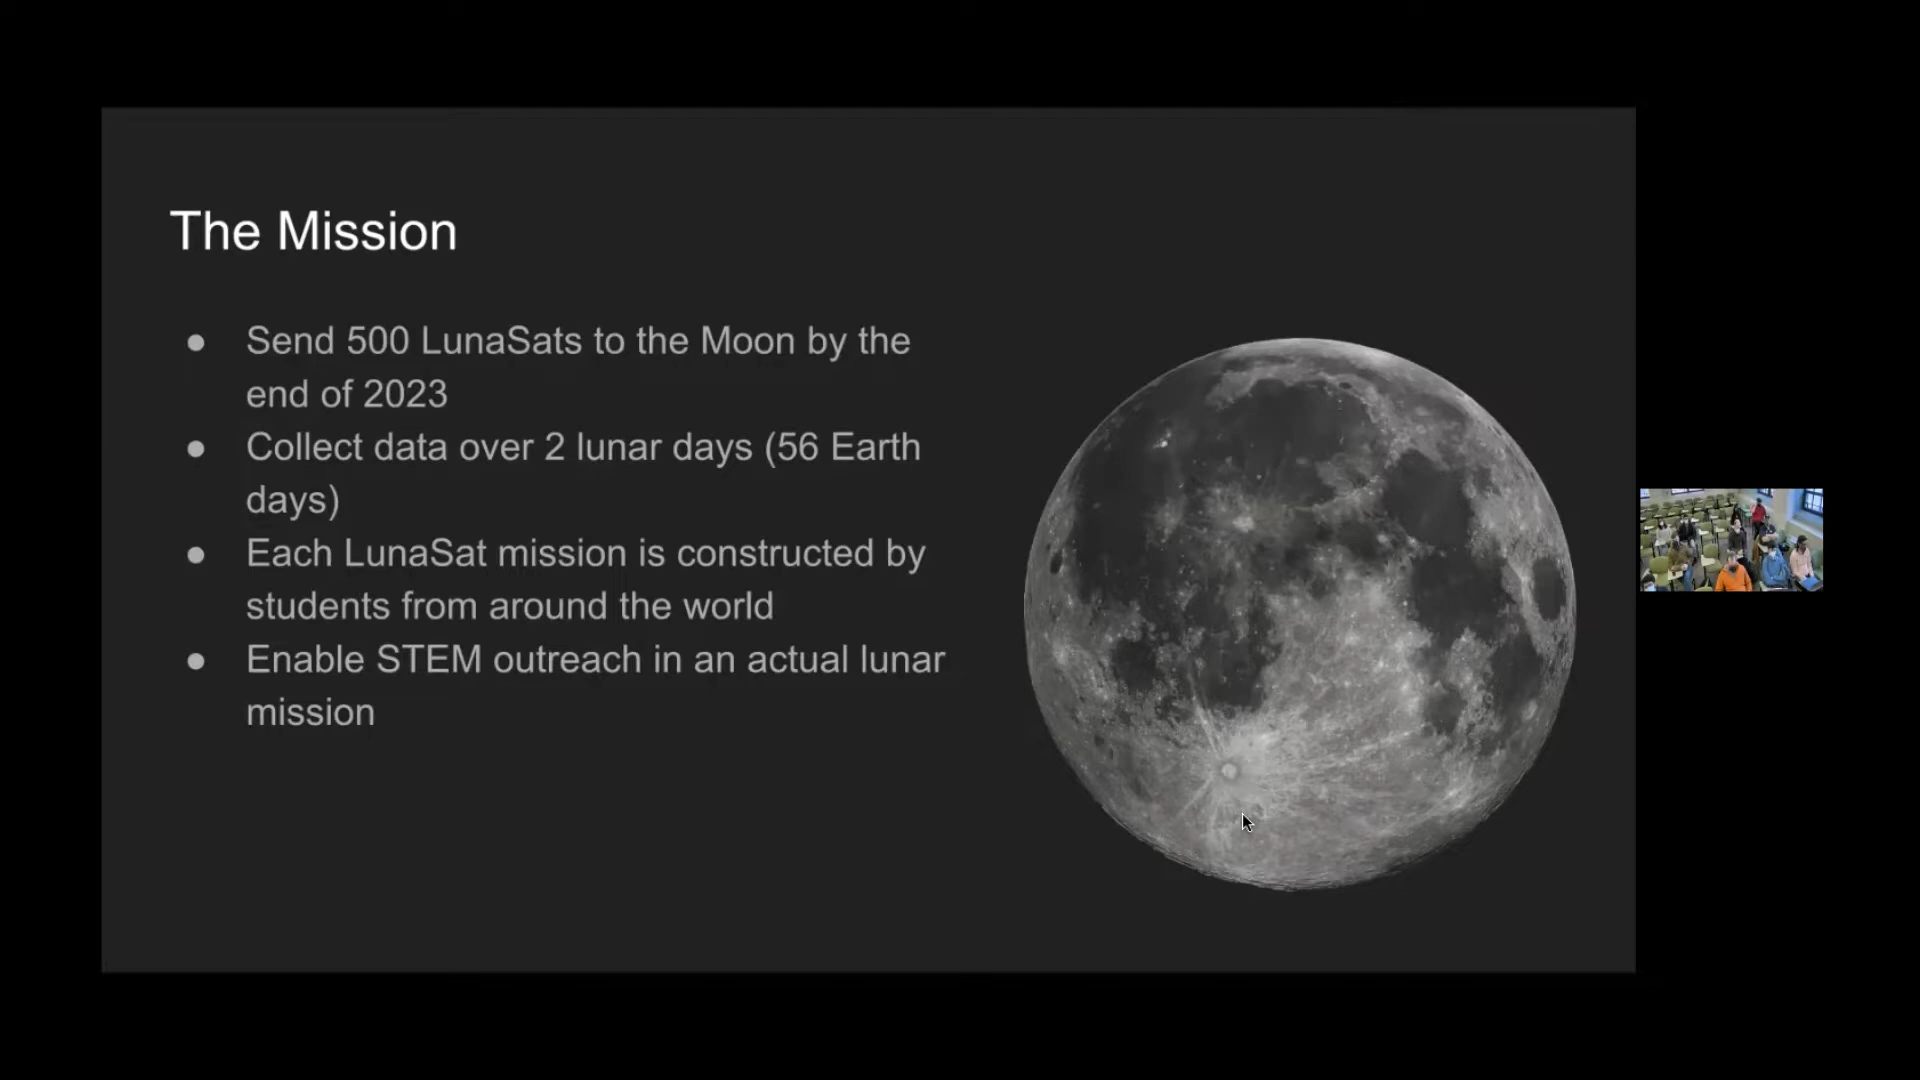 The Mission
● Send 500 LunaSats to the Moon by the
end of 2023
● Collect data over 2 lunar days (56 Earth
days)
● Each LunaSat mission is constructed by
students from around the world
● Enable STEM outreach in an actual lunar
mission